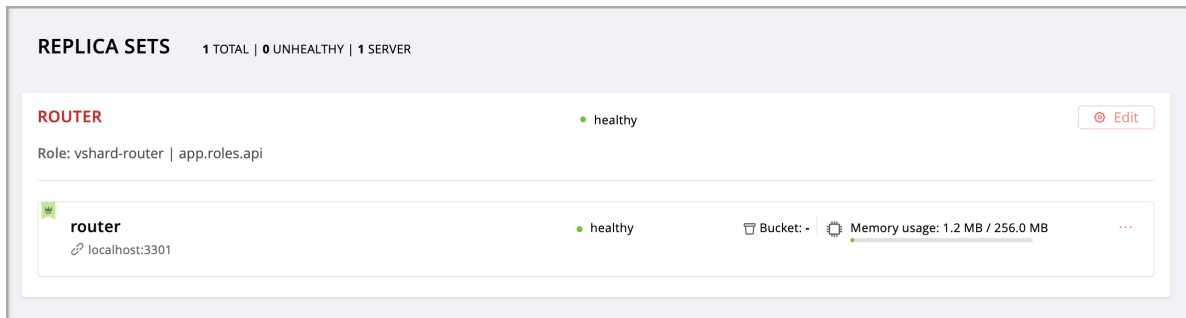 REPLICA SETS 1 TOTAL | 0 UNHEALTHY | 1 SERVER
ROUTER healthy Edit
Role: vshard-router | app.roles.api
router healthy Bucket: - Memory usage: 1.2 MB / 256.0 MB ...
localhost:3301